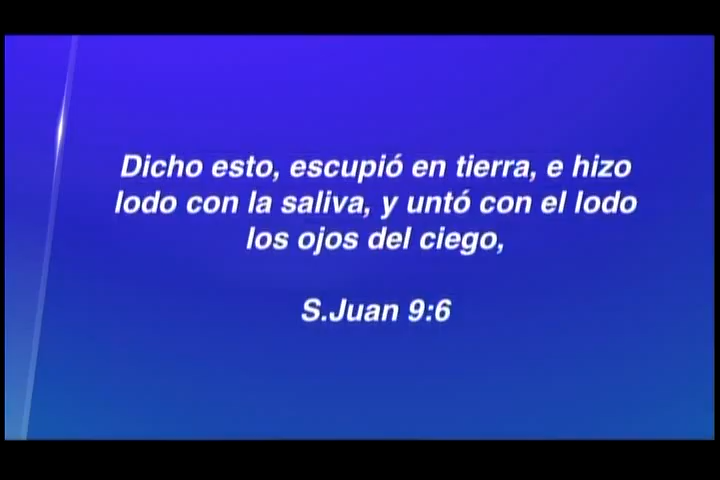 Dicho esto, escupió en tierra, e hizo
lodo con la saliva, y untó con el lodo
los ojos del ciego,
S.Juan 9:6